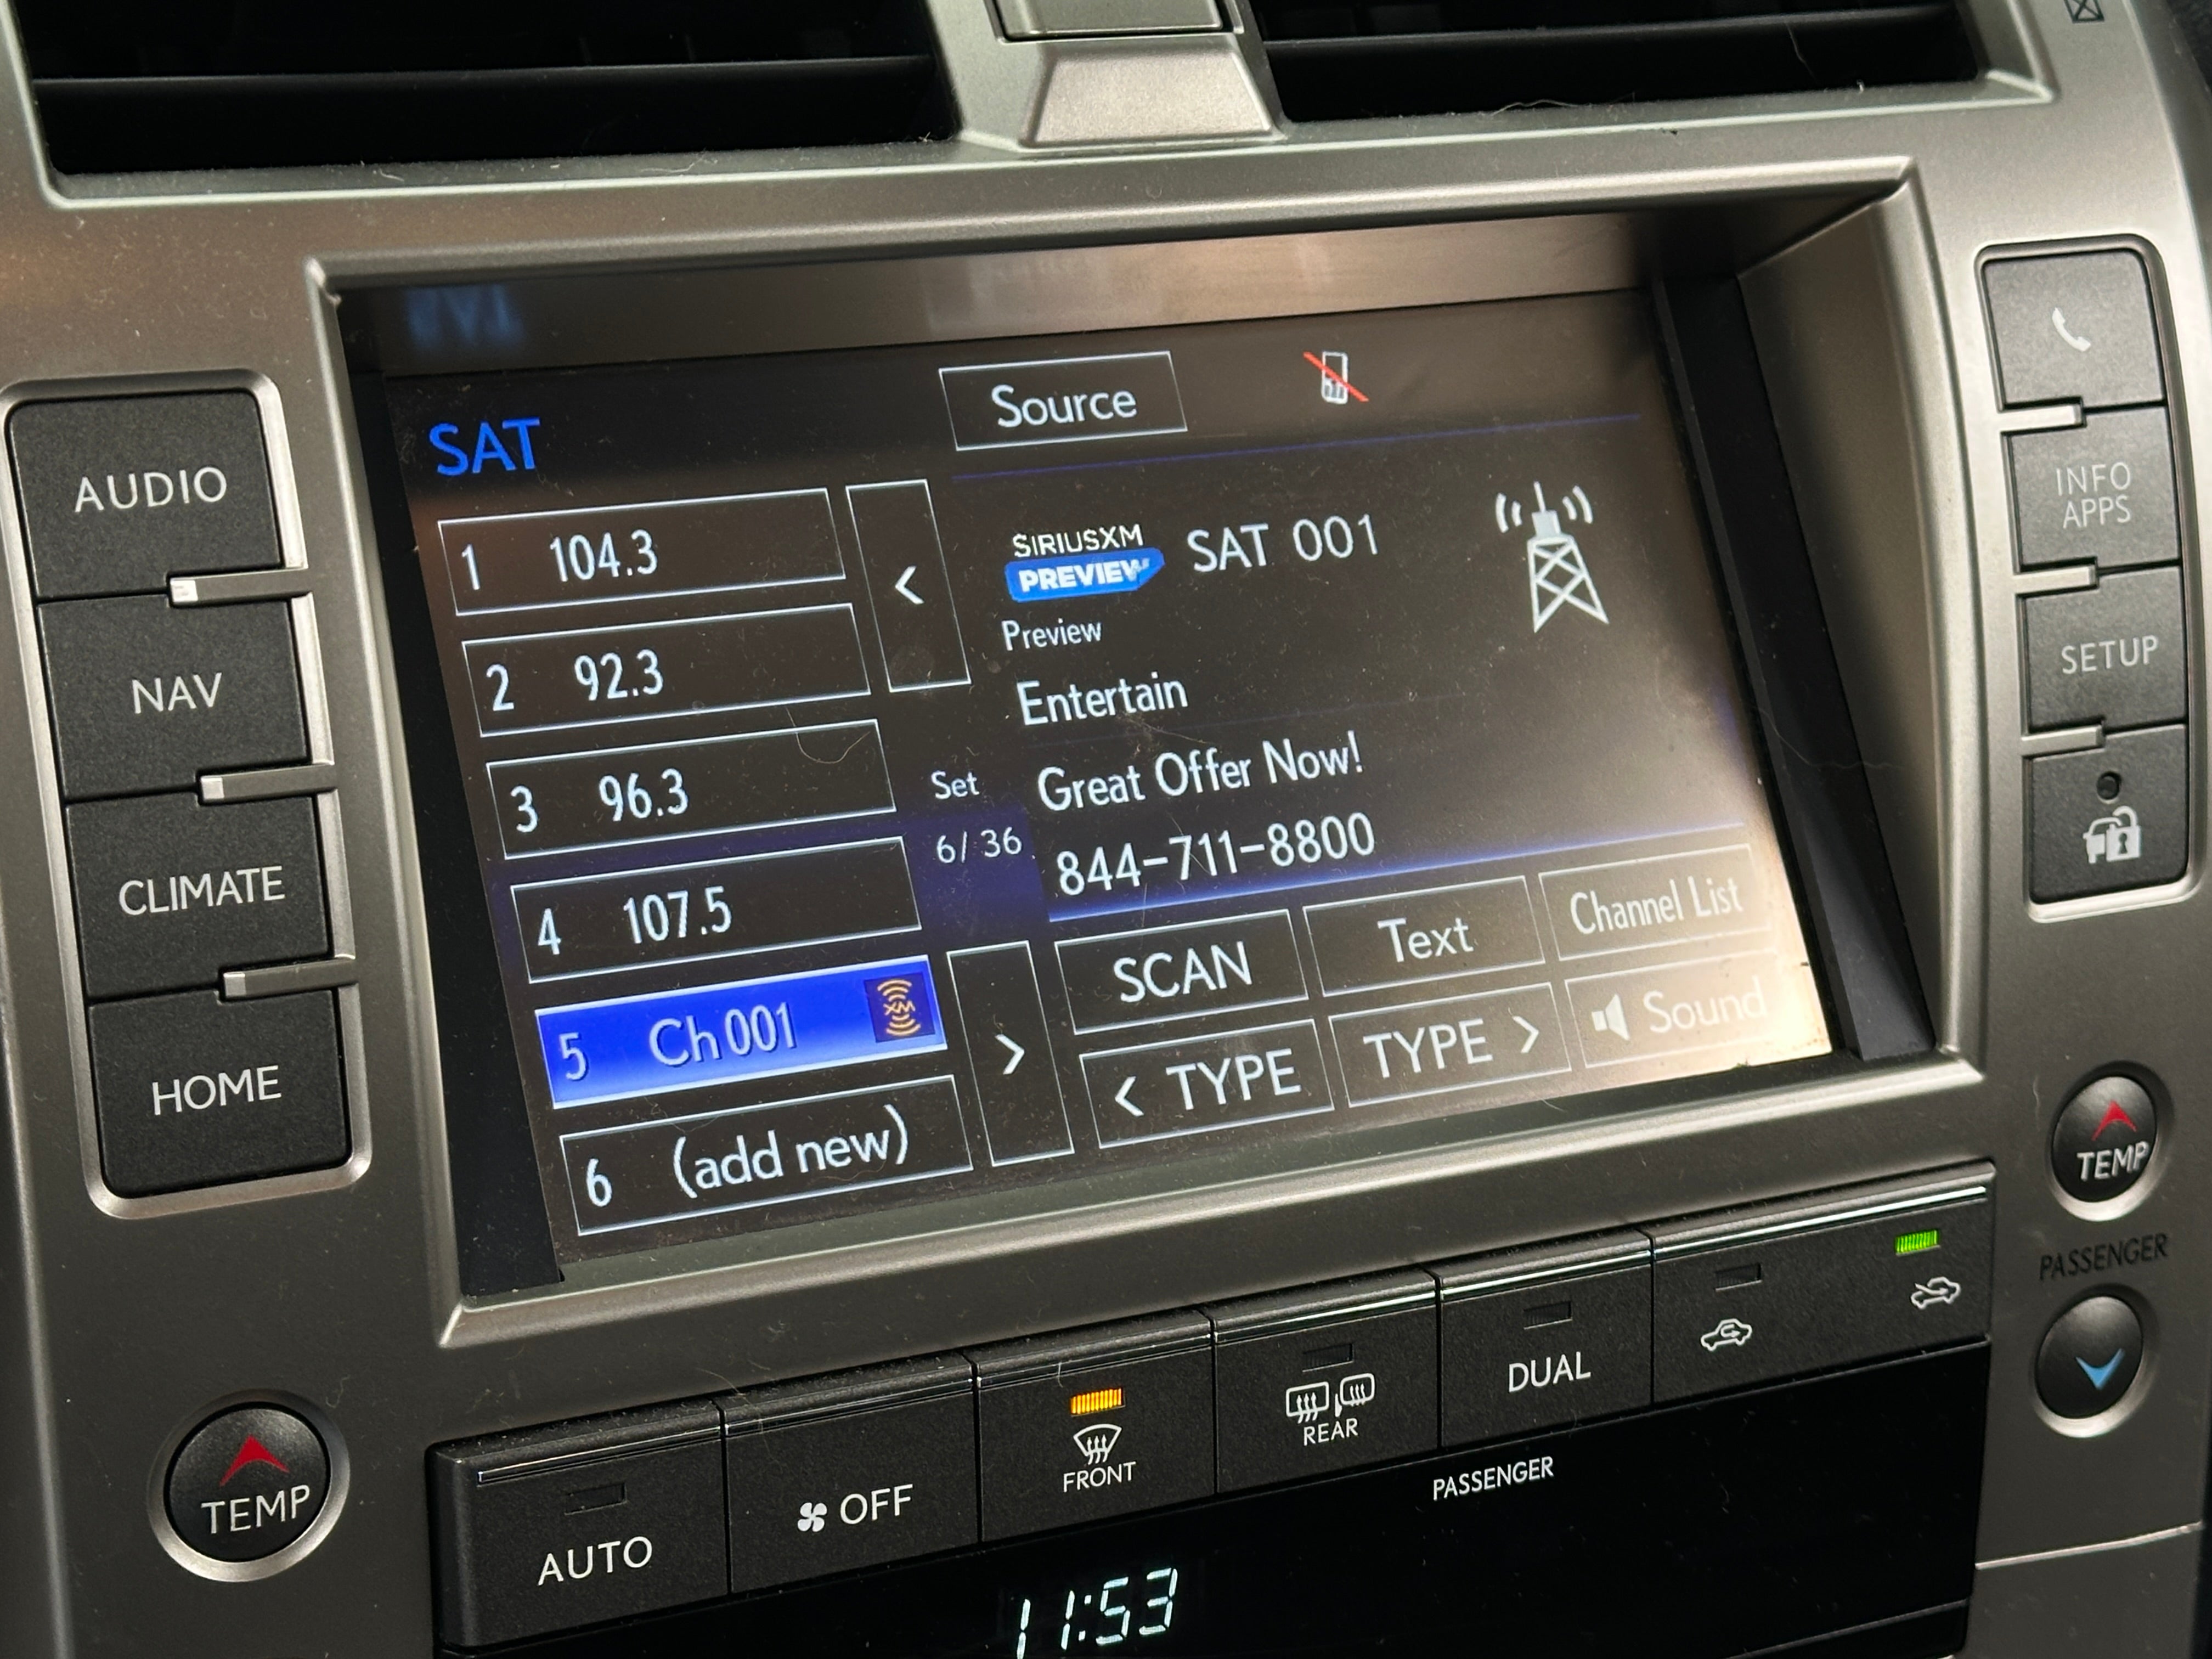 AUDIO
NAV
CLIMATE
HOME
SAT
Source
1 104.3
2 92.3
3 96.3
4 107.5
5 Ch 001 XM
6 (add new)
<
Set
6/36
>
SIRIUSXM
PREVIEW
SAT 001
Preview
Entertain
Great Offer Now!
844-711-8800
SCAN
Text
Channel List
< TYPE
TYPE >
Sound
INFO
APPS
SETUP
TEMP
PASSENGER
TEMP
AUTO
OFF
FRONT
REAR
DUAL
PASSENGER
11:53